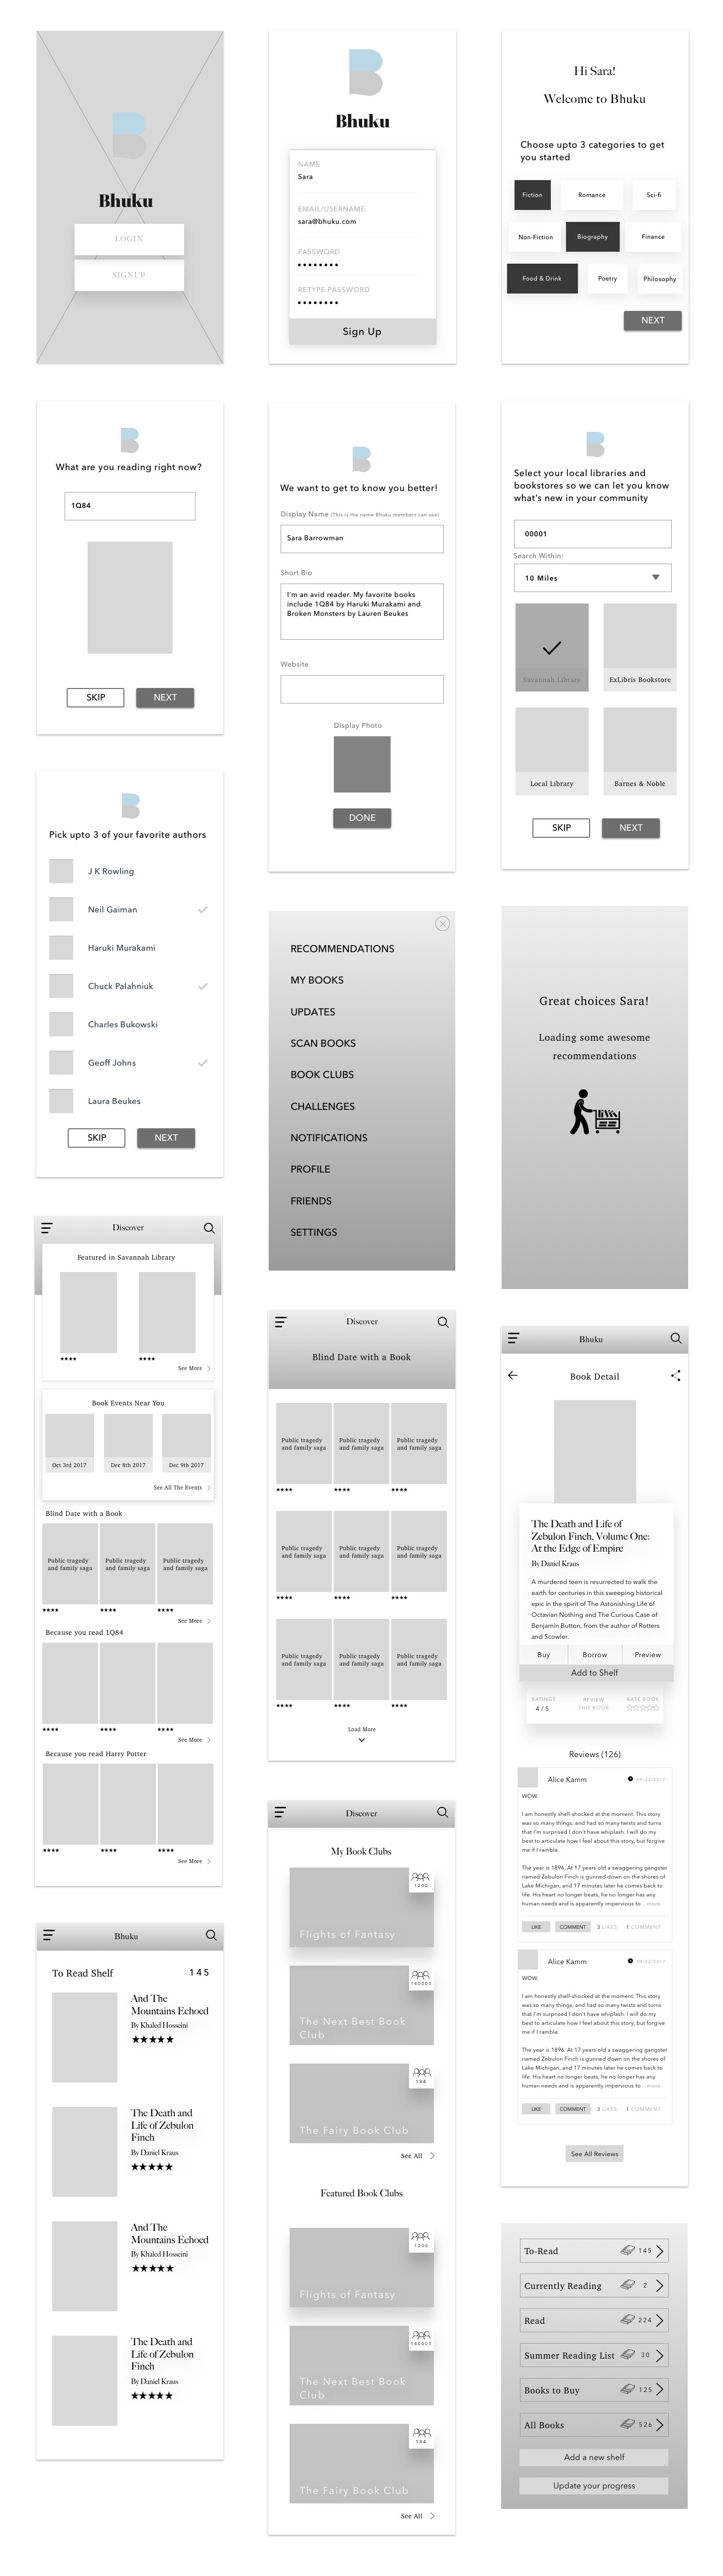 Bhuku
LOGIN
SIGNUP
Bhuku
NAME
Sara
EMAIL/USERNAME
sara@bhuku.com
PASSWORD
RETYPE PASSWORD
Sign Up
Hi Sara!
Welcome to Bhuku
Choose upto 3 categories to get
you started
Fiction
Romance
Sci-fi
Non-Fiction
Biography
Finance
Food & Drink
Poetry
Philosophy
NEXT
What are you reading right now?
1Q84
SKIP
NEXT
We want to get to know you better!
Display Name (This is the name Bhuku members can see)
Sara Barrowman
Short Bio
I'm an avid reader. My favorite books
include 1Q84 by Haruki Murakami and
Broken Monsters by Lauren Beukes
Website
Display Photo
DONE
Select your local libraries and
bookstores so we can let you know
what's new in your community
00001
Search Within:
10 Miles
Savannah Library
ExLibris Bookstore
Local Library
Barnes & Noble
SKIP
NEXT
Pick upto 3 of your favorite authors
J K Rowling
Neil Gaiman
Haruki Murakami
Chuck Palahniuk
Charles Bukowski
Geoff Johns
Laura Beukes
SKIP
NEXT
RECOMMENDATIONS
MY BOOKS
UPDATES
SCAN BOOKS
BOOK CLUBS
CHALLENGES
NOTIFICATIONS
PROFILE
FRIENDS
SETTINGS
Great choices Sara!
Loading some awesome
recommendations
Discover
Featured in Savannah Library
See More
Book Events Near You
Oct 3rd 2017
Dec 8th 2017
Dec 9th 2017
See All The Events
Blind Date with a Book
Public tragedy
and family saga
Public tragedy
and family saga
Public tragedy
and family saga
See More
Because you read 1Q84
See More
Because you read Harry Potter
See More
Discover
Blind Date with a Book
Public tragedy
and family saga
Public tragedy
and family saga
Public tragedy
and family saga
Public tragedy
and family saga
Public tragedy
and family saga
Public tragedy
and family saga
Public tragedy
and family saga
Public tragedy
and family saga
Public tragedy
and family saga
Load More
Bhuku
Book Detail
The Death and Life of
Zebulon Finch, Volume One:
At the Edge of Empire
By Daniel Kraus
A murdered teen is resurrected to walk the
earth for centuries in this sweeping historical
epic in the spirit of The Astonishing Life of
Octavian Nothing and The Curious Case of
Benjamin Button, from the author of Rotters
and Scowler.
Buy
Borrow
Preview
Add to Shelf
RATINGS
4 / 5
REVIEW
THIS BOOK
RATE BOOK
Reviews (126)
Alice Kamm
09/22/2017
WOW.
I am honestly shell-shocked at the moment. This story
was so many things, and had so many twists and turns
that I'm surprised I don't have whiplash. I will do my
best to articulate how I feel about this story, but forgive
me if I ramble.
The year is 1896. At 17 years old a swaggering gangster
named Zebulon Finch is gunned down on the shores of
Lake Michigan, and 17 minutes later he comes back to
life. His heart no longer beats, he no longer has any
human needs and is apparently impervious to ...more
LIKE
COMMENT
3 LIKES
1 COMMENT
Alice Kamm
09/22/2017
WOW.
I am honestly shell-shocked at the moment. This story
was so many things, and had so many twists and turns
that I'm surprised I don't have whiplash. I will do my
best to articulate how I feel about this story, but forgive
me if I ramble.
The year is 1896. At 17 years old a swaggering gangster
named Zebulon Finch is gunned down on the shores of
Lake Michigan, and 17 minutes later he comes back to
life. His heart no longer beats, he no longer has any
human needs and is apparently impervious to ...more
LIKE
COMMENT
3 LIKES
1 COMMENT
See All Reviews
Discover
My Book Clubs
1200
Flights of Fantasy
140003
The Next Best Book
Club
134
The Fairy Book Club
See All
Featured Book Clubs
1200
Flights of Fantasy
140003
The Next Best Book
Club
134
The Fairy Book Club
See All
Bhuku
To Read Shelf
145
And The
Mountains Echoed
By Khaled Hosseini
The Death and
Life of Zebulon
Finch
By Daniel Kraus
And The
Mountains Echoed
By Khaled Hosseini
The Death and
Life of Zebulon
Finch
By Daniel Kraus
To-Read
145
Currently Reading
2
Read
224
Summer Reading List
30
Books to Buy
125
All Books
526
Add a new shelf
Update your progress